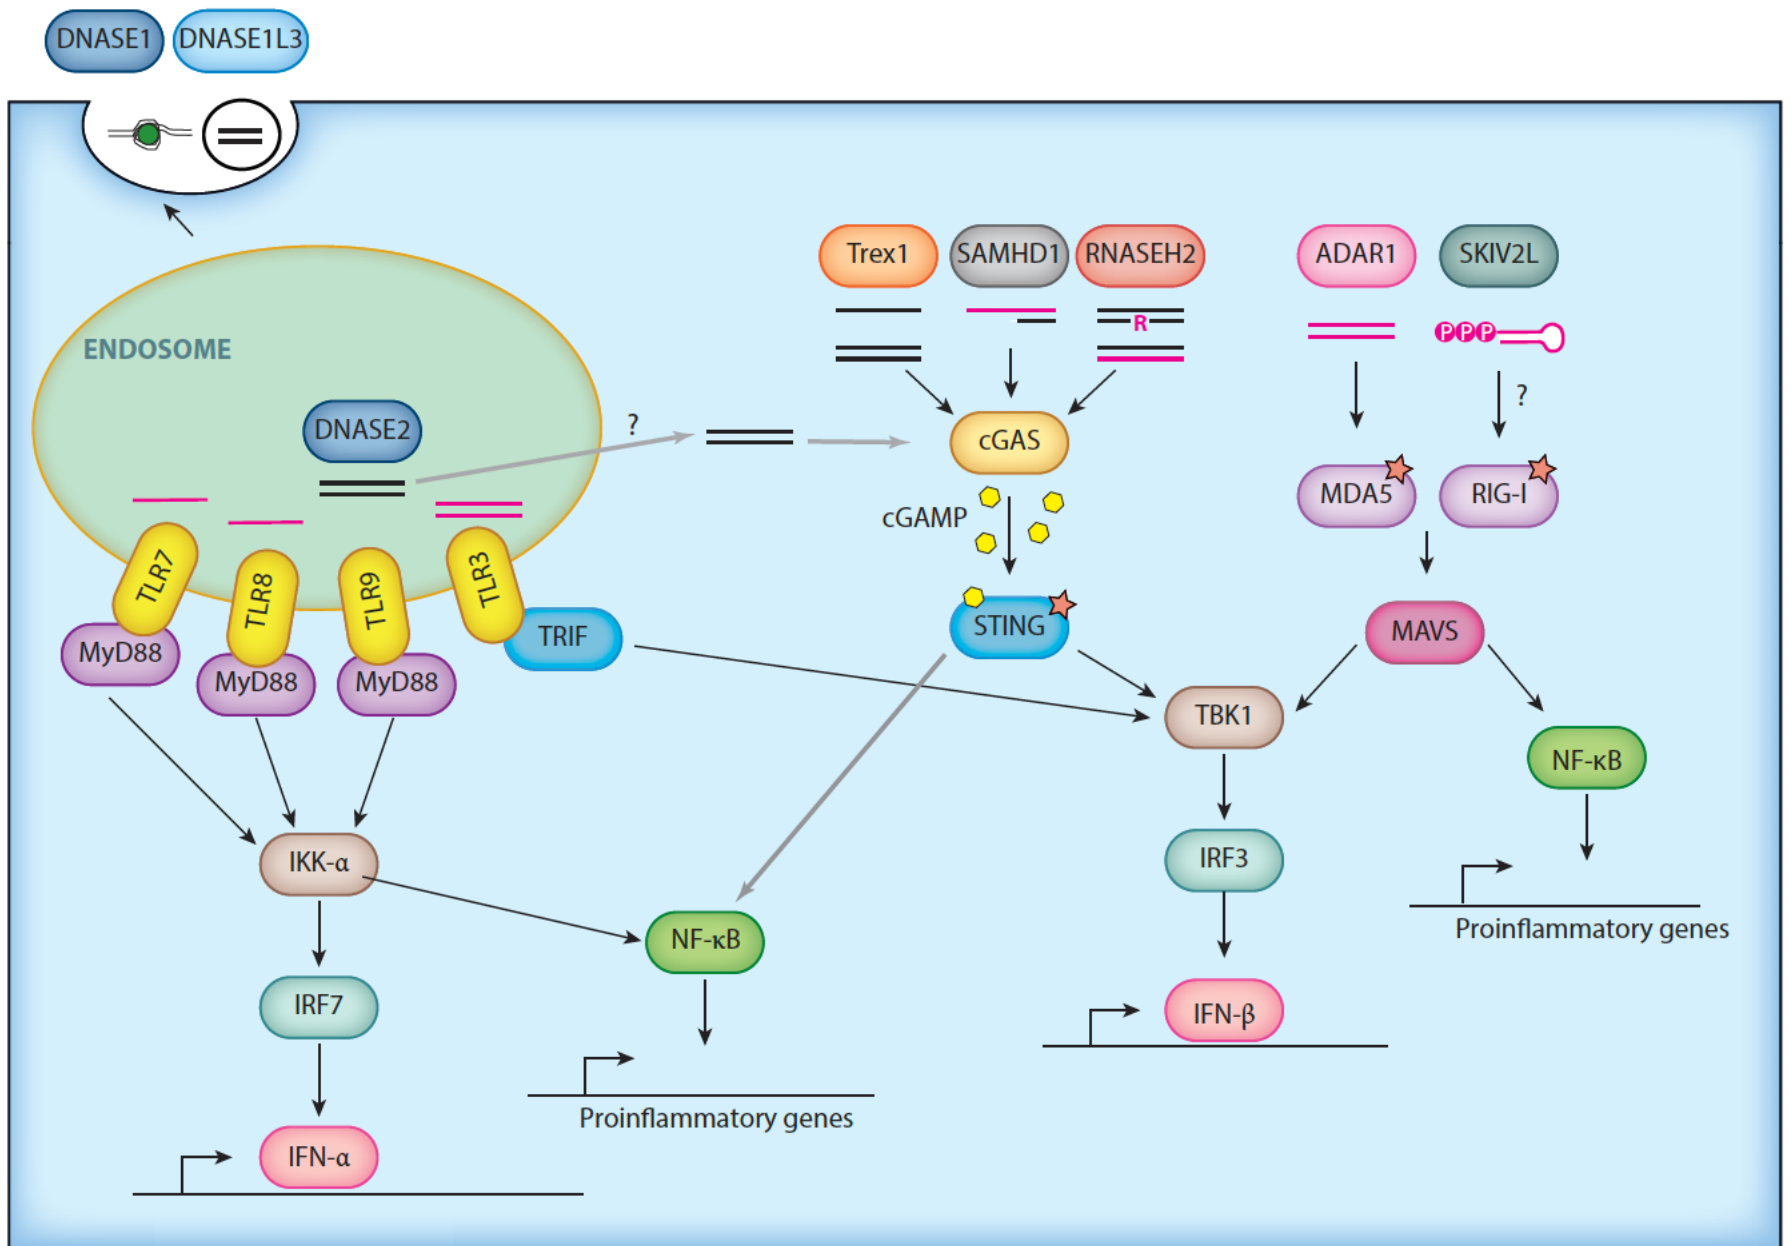 DNASE1 DNASE1L3
Trex1 SAMHD1 RNASEH2 ADAR1 SKIV2L
R
PPP
ENDOSOME
?
DNASE2
?
cGAS
MDA5 RIG-I
cGAMP
TLR7
TLR8
TLR9
TLR3
TRIF
STING
MAVS
MyD88
MyD88
MyD88
TBK1
NF-κB
IKK-α
IRF3
NF-κB
Proinflammatory genes
IRF7
IFN-β
Proinflammatory genes
IFN-α